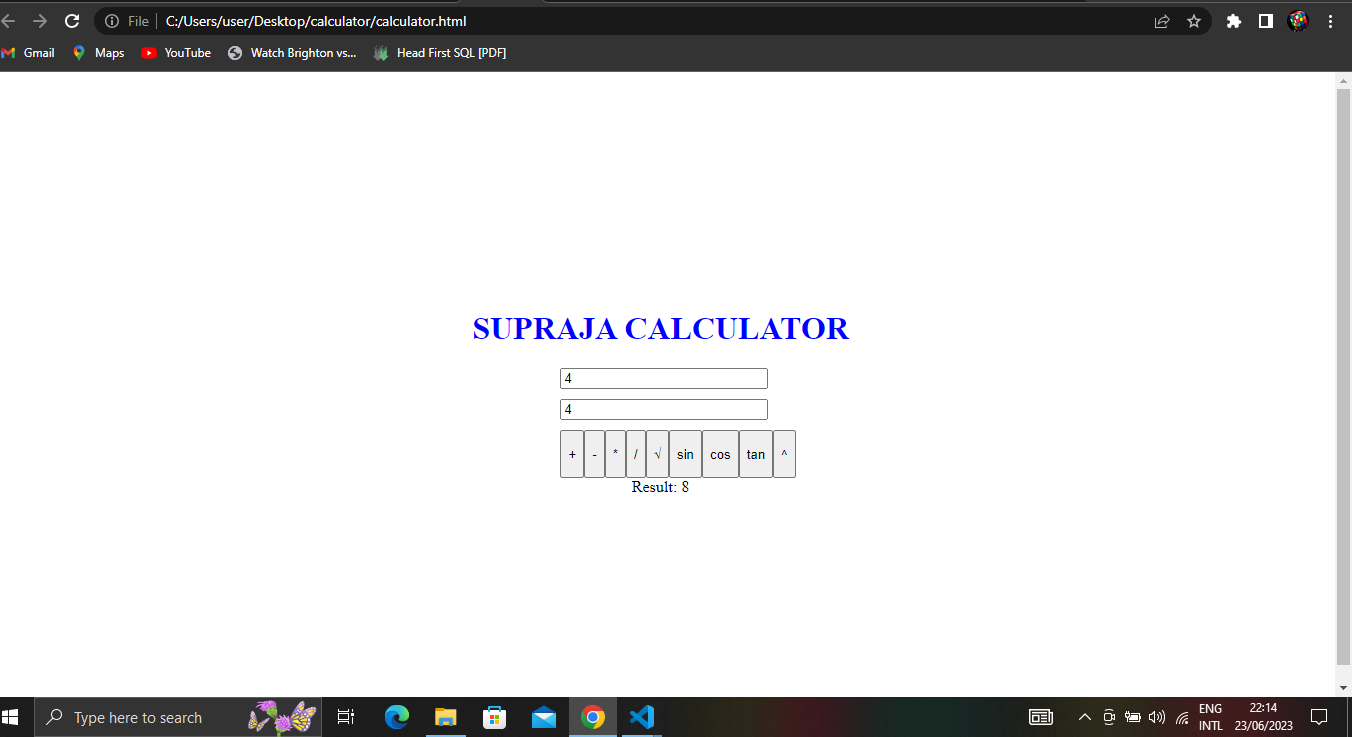 File C:/Users/user/Desktop/calculator/calculator.html
Gmail Maps YouTube Watch Brighton vs... Head First SQL [PDF]
SUPRAJA CALCULATOR
4
4
+ - * / √ sin cos tan ^
Result: 8
Type here to search
ENG 22:14
INTL 23/06/2023